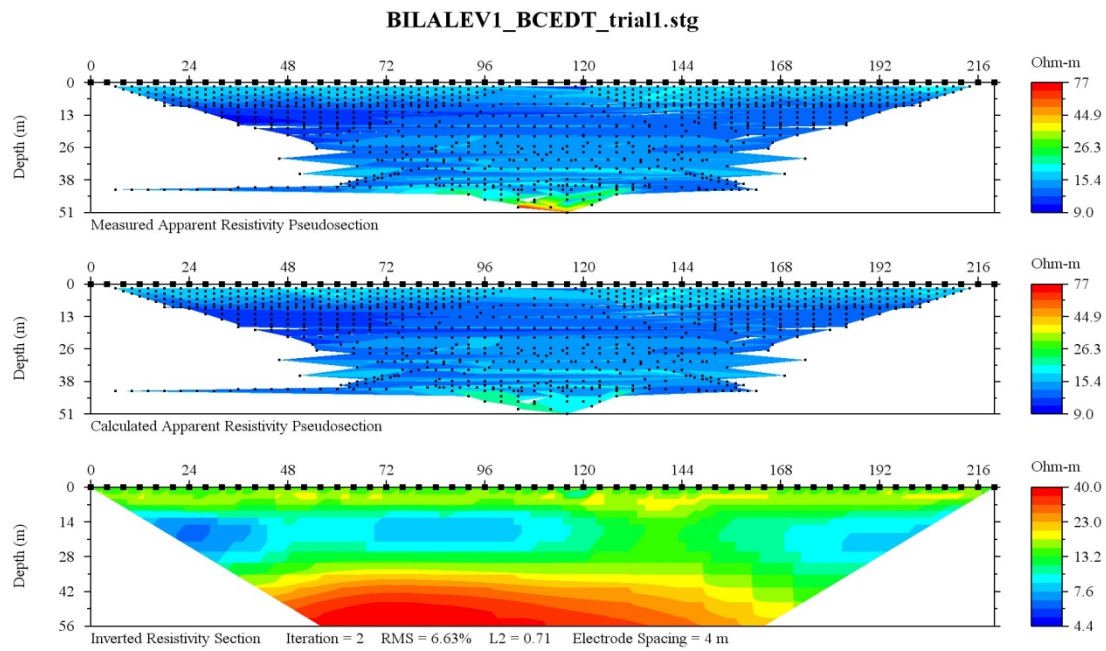 BILALEV1_BCEDT_trial1.stg
0 24 48 72 96 120 144 168 192 216
Ohm-m
Depth (m)
0
13
26
38
51
77
44.9
26.3
15.4
9.0
Measured Apparent Resistivity Pseudosection
0 24 48 72 96 120 144 168 192 216
Ohm-m
Depth (m)
0
13
26
38
51
77
44.9
26.3
15.4
9.0
Calculated Apparent Resistivity Pseudosection
0 24 48 72 96 120 144 168 192 216
Ohm-m
Depth (m)
0
14
28
42
56
40.0
23.0
13.2
7.6
4.4
Inverted Resistivity Section Iteration = 2 RMS = 6.63% L2 = 0.71 Electrode Spacing = 4 m